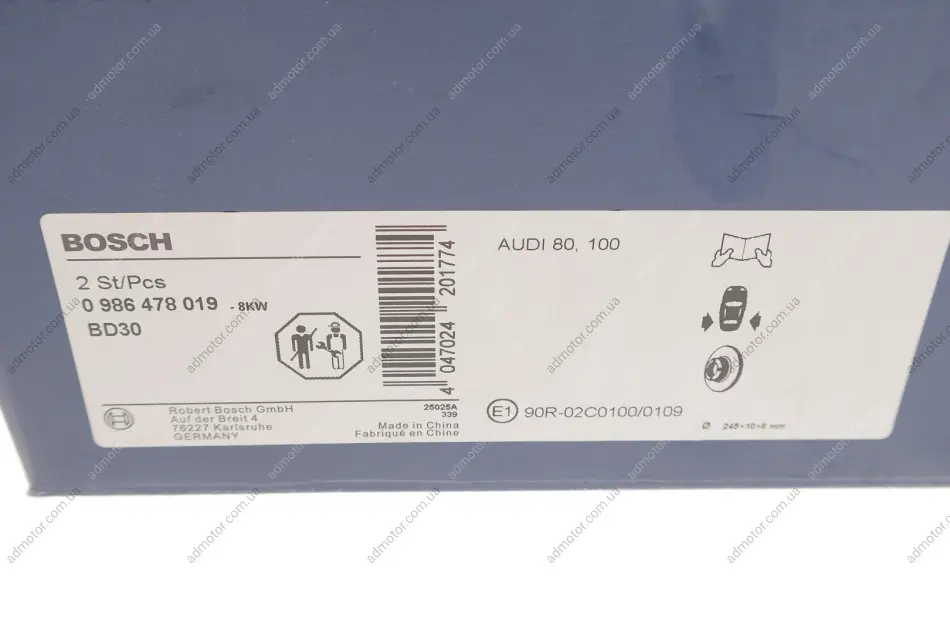 BOSCH
2 St/Pcs
0 986 478 019 - 8KW
BD30
4 047024 201774
AUDI 80, 100
Robert Bosch GmbH
Auf der Breit 4
76227 Karlsruhe
GERMANY
25025A
339
Made in China
Fabriqué en Chine
E1 90R-02C0100/0109
Ø 245×10×8 mm
admotor.com.ua